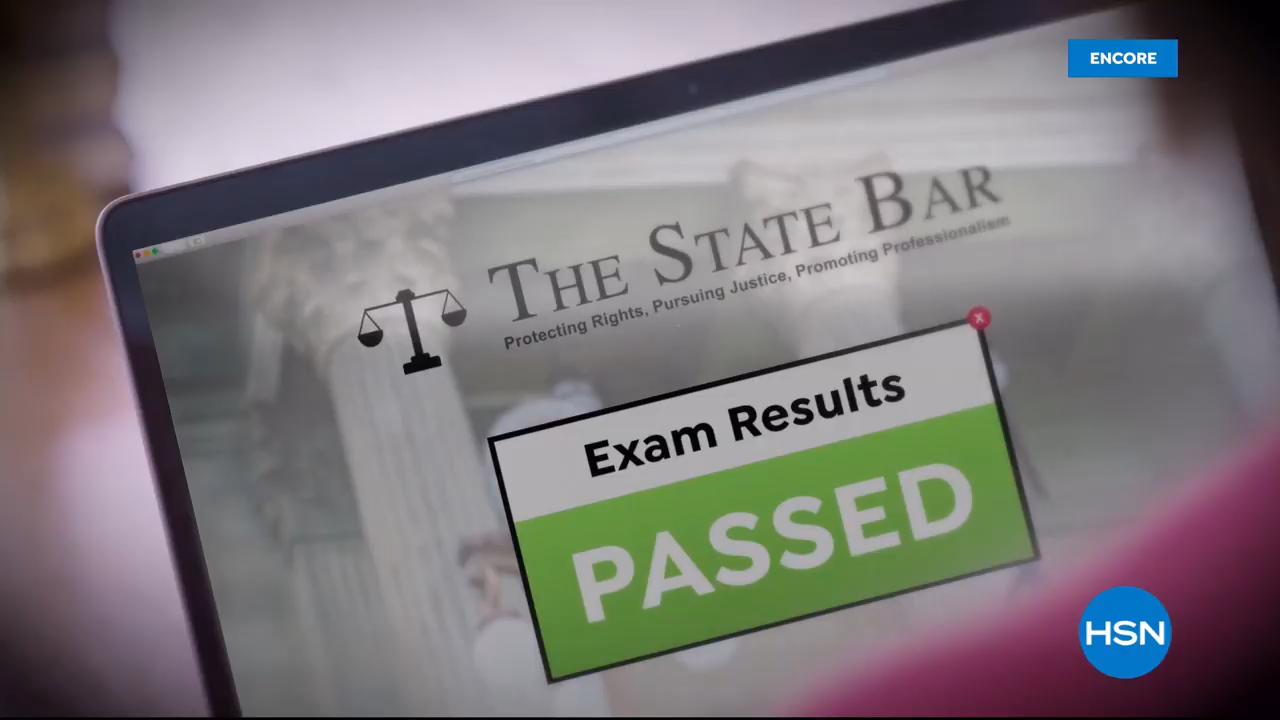 ENCORE
THE STATE BAR
Protecting Rights, Pursuing Justice, Promoting Professionalism
X
Exam Results
PASSED
HSN